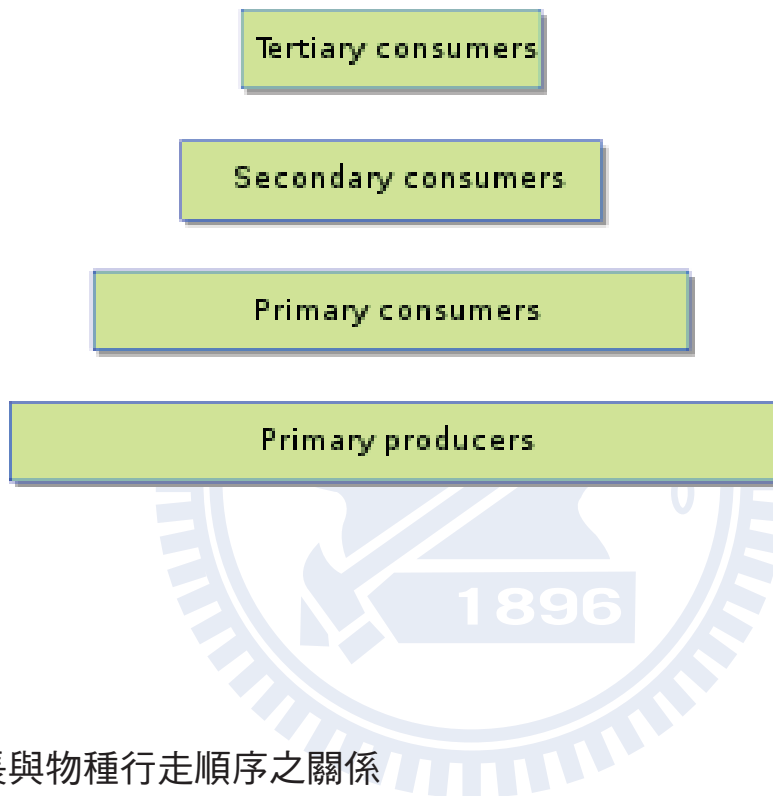 Tertiary consumers
Secondary consumers
Primary consumers
Primary producers
1896
與物種行走順序之關係